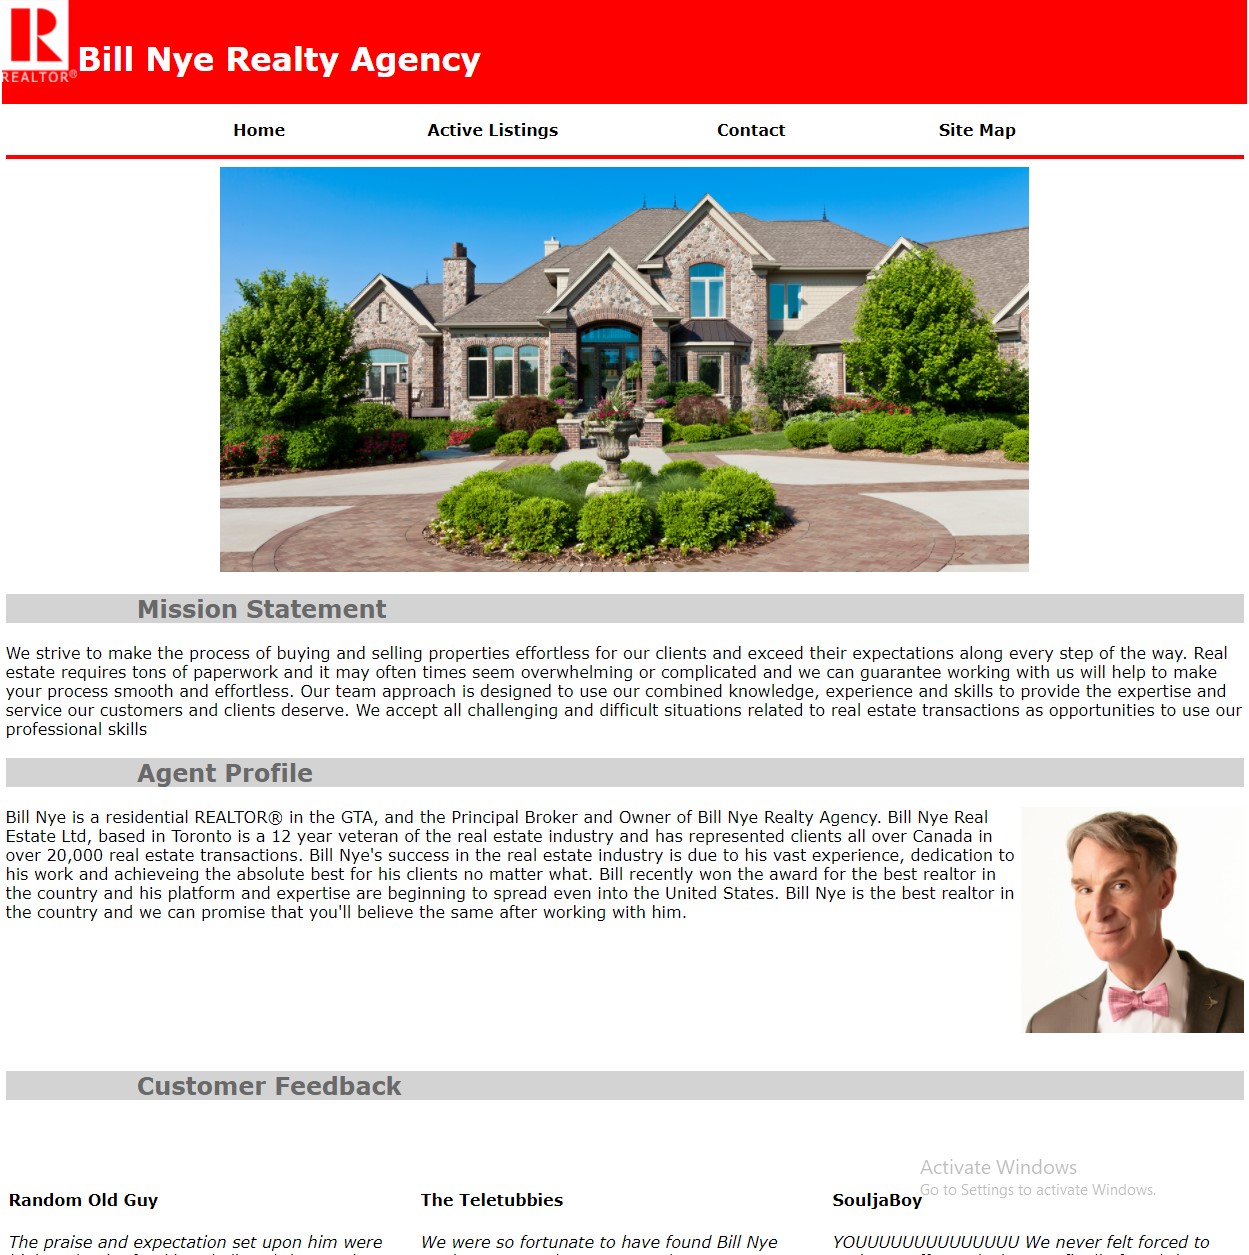 REALTOR®
Bill Nye Realty Agency
Home Active Listings Contact Site Map
Mission Statement
We strive to make the process of buying and selling properties effortless for our clients and exceed their expectations along every step of the way. Real
estate requires tons of paperwork and it may often times seem overwhelming or complicated and we can guarantee working with us will help to make
your process smooth and effortless. Our team approach is designed to use our combined knowledge, experience and skills to provide the expertise and
service our customers and clients deserve. We accept all challenging and difficult situations related to real estate transactions as opportunities to use our
professional skills
Agent Profile
Bill Nye is a residential REALTOR® in the GTA, and the Principal Broker and Owner of Bill Nye Realty Agency. Bill Nye Real
Estate Ltd, based in Toronto is a 12 year veteran of the real estate industry and has represented clients all over Canada in
over 20,000 real estate transactions. Bill Nye's success in the real estate industry is due to his vast experience, dedication to
his work and achieveing the absolute best for his clients no matter what. Bill recently won the award for the best realtor in
the country and his platform and expertise are beginning to spread even into the United States. Bill Nye is the best realtor in
the country and we can promise that you'll believe the same after working with him.
Customer Feedback
Activate Windows
Go to Settings to activate Windows.
Random Old Guy The Teletubbies SouljaBoy
The praise and expectation set upon him were We were so fortunate to have found Bill Nye YOUUUUUUUUUUUUUU We never felt forced to